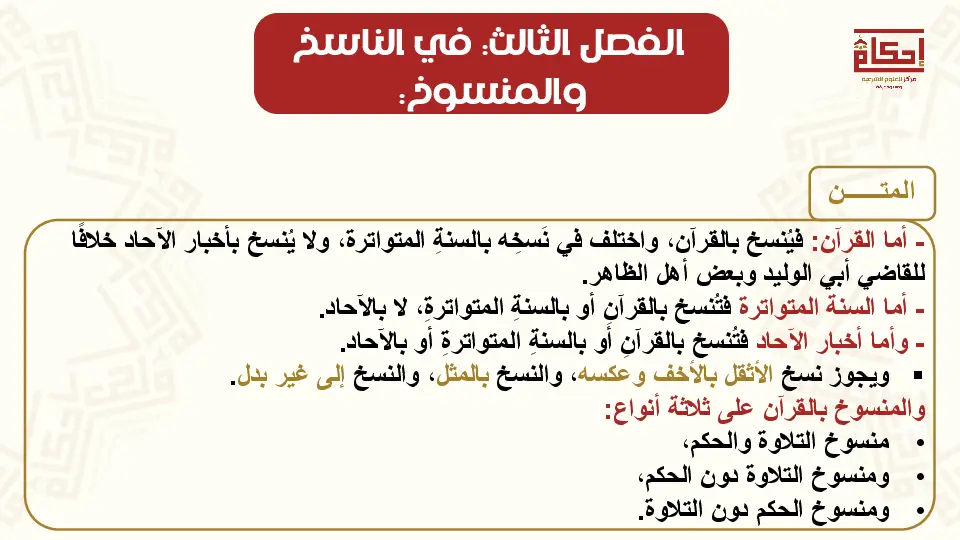 الفصل الثالث: في الناسخ
والمنسوخ:
إحكام
مركز للعلوم الشرعية
المتـــــن
- أما القرآن: فيُنسخ بالقرآن، واختلف في نَسخِه بالسنةِ المتواترة، ولا يُنسخ بأخبار الآحاد خلافًا
للقاضي أبي الوليد وبعض أهل الظاهر.
- أما السنة المتواترة فتُنسخ بالقرآنِ أو بالسنةِ المتواترةِ، لا بالآحاد.
- وأما أخبار الآحاد فتُنسخ بالقرآنِ أَو بالسنةِ المتواترةِ أو بالآحاد.
▪ ويجوز نسخ الأثقل بالأخف وعكسه، والنسخ بالمثل، والنسخ إلى غير بدل.
والمنسوخ بالقرآن على ثلاثة أنواع:
• منسوخ التلاوة والحكم،
• ومنسوخ التلاوة دون الحكم،
• ومنسوخ الحكم دون التلاوة.